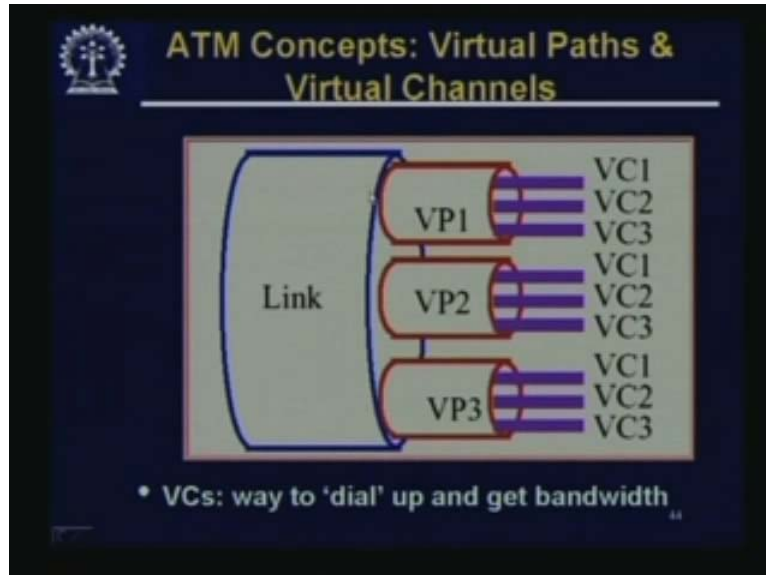 ATM Concepts: Virtual Paths &
Virtual Channels
Link
VP1
VC1
VC2
VC3
VP2
VC1
VC2
VC3
VP3
VC1
VC2
VC3
• VCs: way to ‘dial’ up and get bandwidth
44